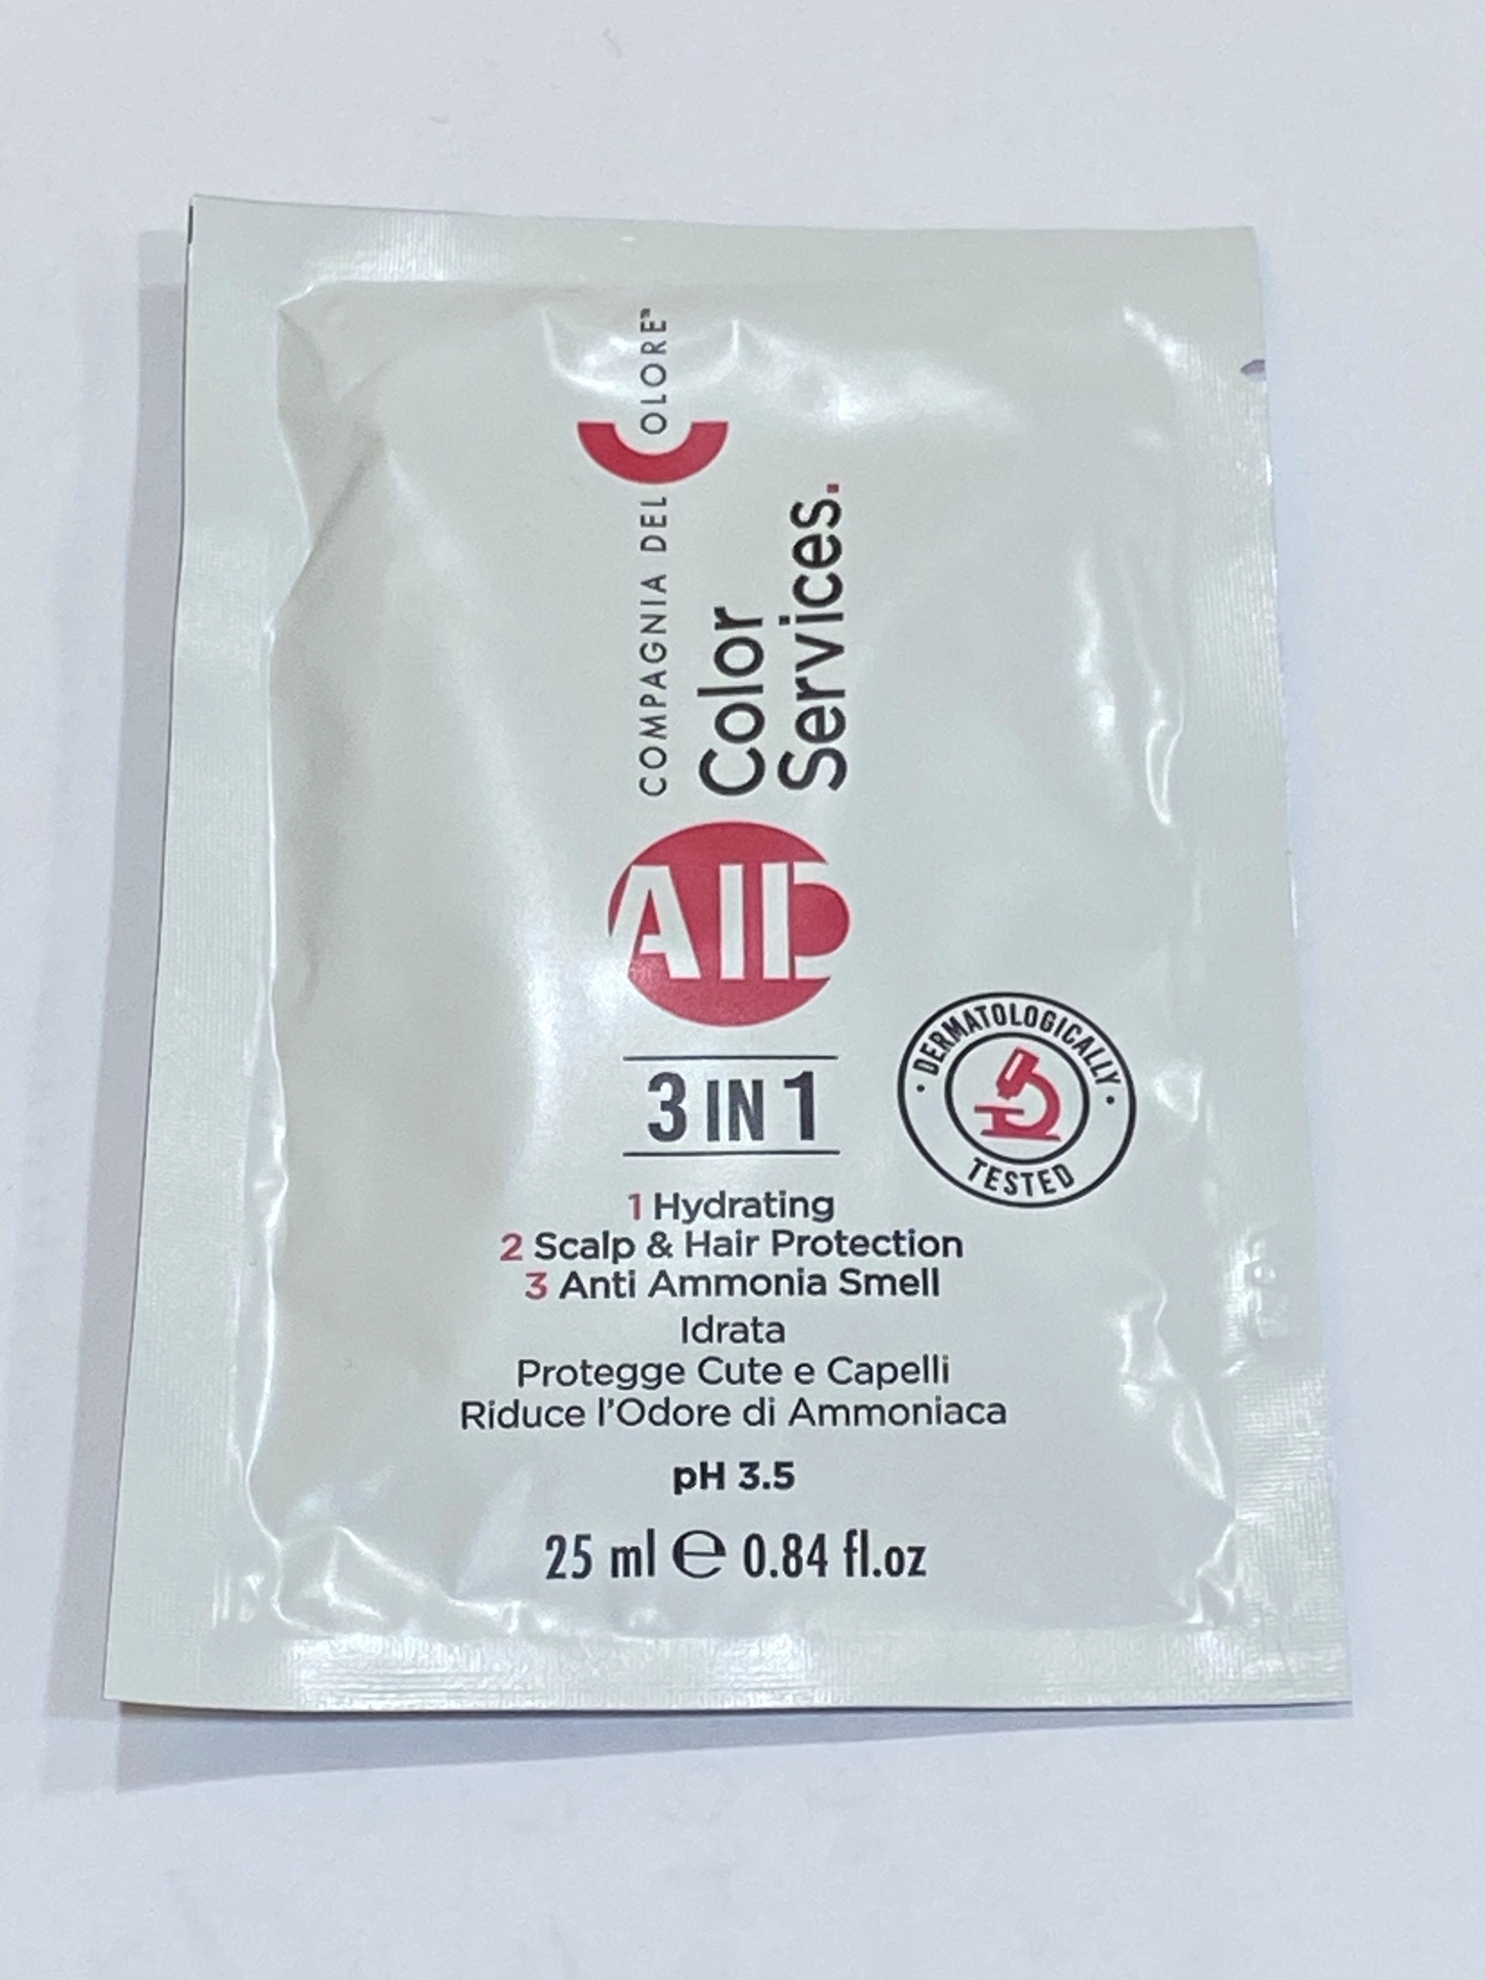 COMPAGNIA DEL COLORE™
Color
Services.
All
3 IN 1
DERMATOLOGICALLY
TESTED
1 Hydrating
2 Scalp & Hair Protection
3 Anti Ammonia Smell
Idrata
Protegge Cute e Capelli
Riduce l'Odore di Ammoniaca
pH 3.5
25 ml ℮ 0.84 fl.oz